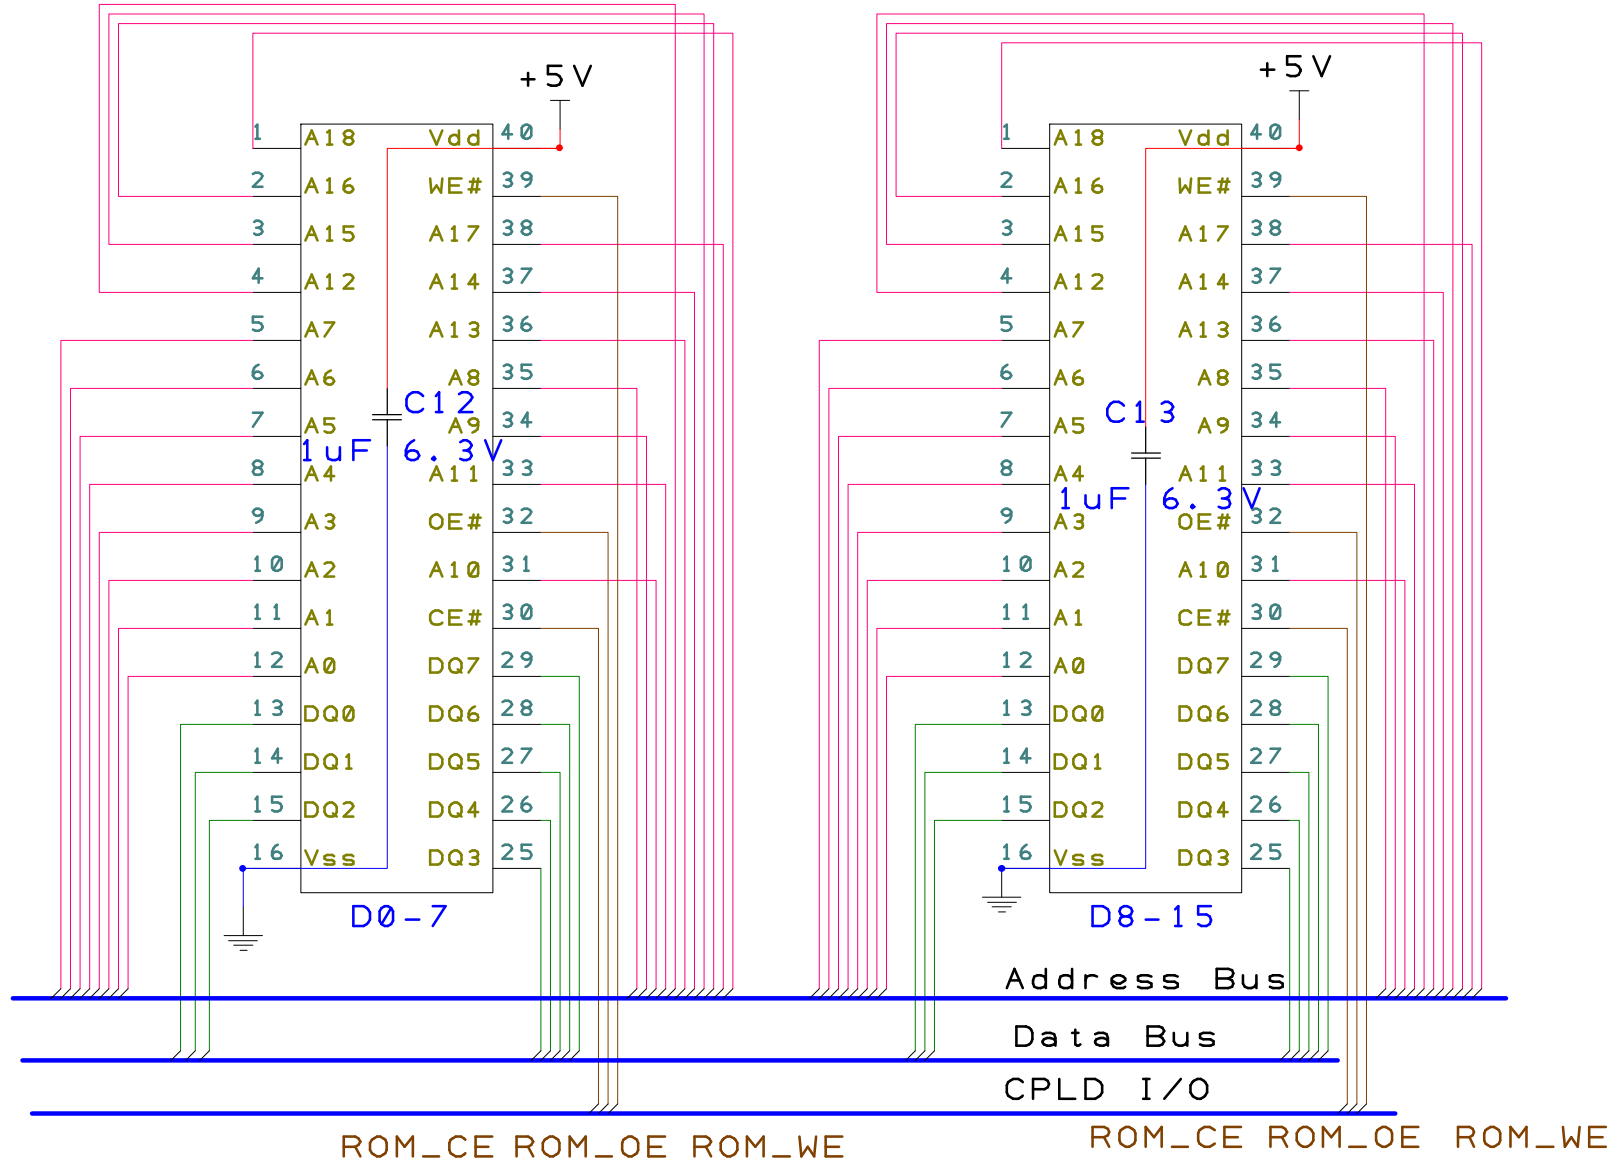 +5V
1 A18 Vdd 40
2 A16 WE# 39
3 A15 A17 38
4 A12 A14 37
5 A7 A13 36
6 A6 A8 35
C12
7 A5 A9 34
1uF 6.3V
8 A4 A11 33
9 A3 OE# 32
10 A2 A10 31
11 A1 CE# 30
12 A0 DQ7 29
13 DQ0 DQ6 28
14 DQ1 DQ5 27
15 DQ2 DQ4 26
16 Vss DQ3 25
D0-7
+5V
1 A18 Vdd 40
2 A16 WE# 39
3 A15 A17 38
4 A12 A14 37
5 A7 A13 36
6 A6 A8 35
C13
7 A5 A9 34
8 A4 A11 33
1uF 6.3V
9 A3 OE# 32
10 A2 A10 31
11 A1 CE# 30
12 A0 DQ7 29
13 DQ0 DQ6 28
14 DQ1 DQ5 27
15 DQ2 DQ4 26
16 Vss DQ3 25
D8-15
Address Bus
Data Bus
CPLD I/O
ROM_CE ROM_OE ROM_WE
ROM_CE ROM_OE ROM_WE